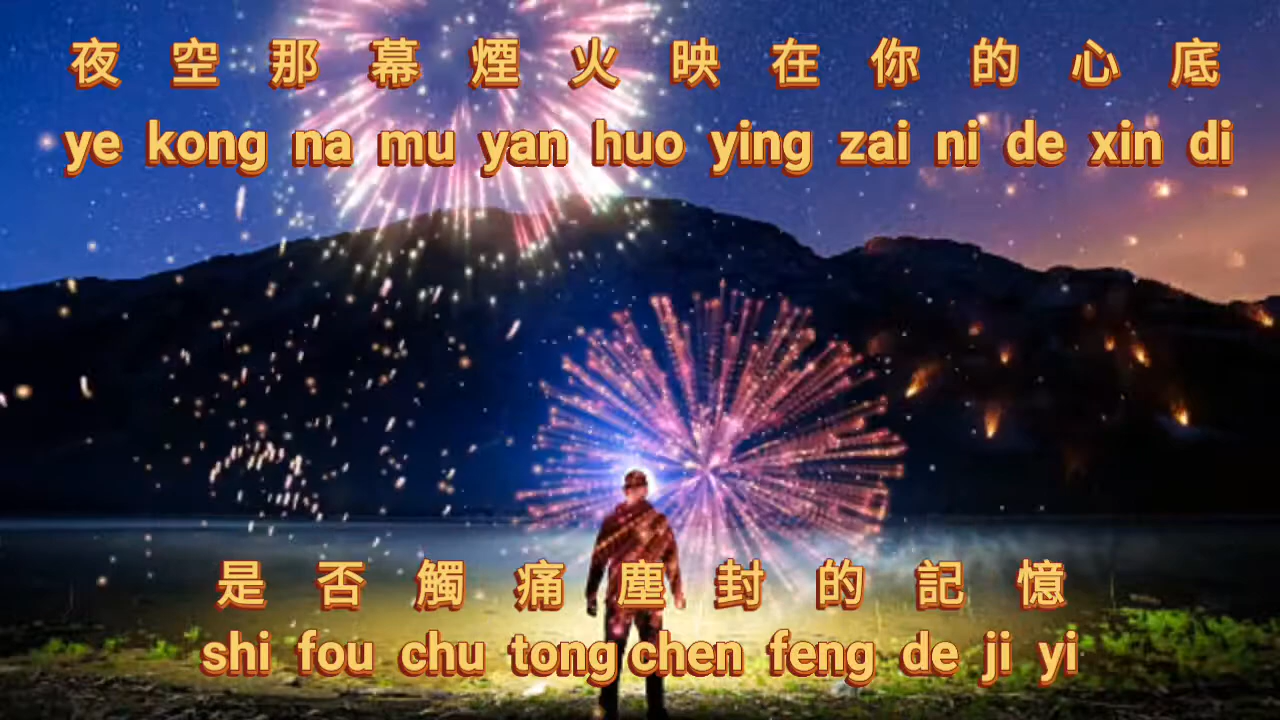 夜 空 那 幕 煙 火 映 在 你 的 心 底
ye kong na mu yan huo ying zai ni de xin di
是 否 觸 痛 塵 封 的 記 憶
shi fou chu tong chen feng de ji yi